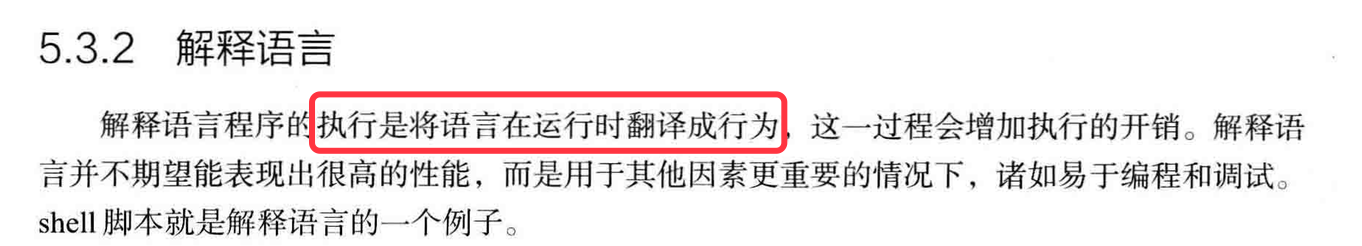 5.3.2 解释语言
解释语言程序的执行是将语言在运行时翻译成行为，这一过程会增加执行的开销。解释语
言并不期望能表现出很高的性能，而是用于其他因素更重要的情况下，诸如易于编程和调试。
shell 脚本就是解释语言的一个例子。